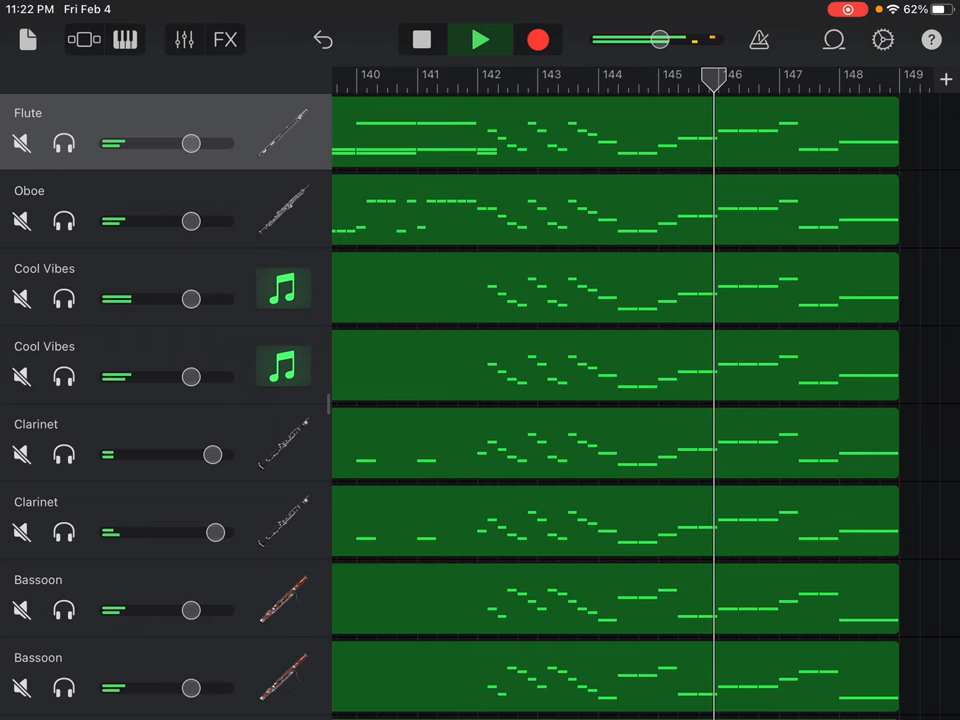 11:22 PM Fri Feb 4
62%
FX
?
140 141 142 143 144 145 146 147 148 149 +
Flute
Oboe
Cool Vibes
Cool Vibes
Clarinet
Clarinet
Bassoon
Bassoon